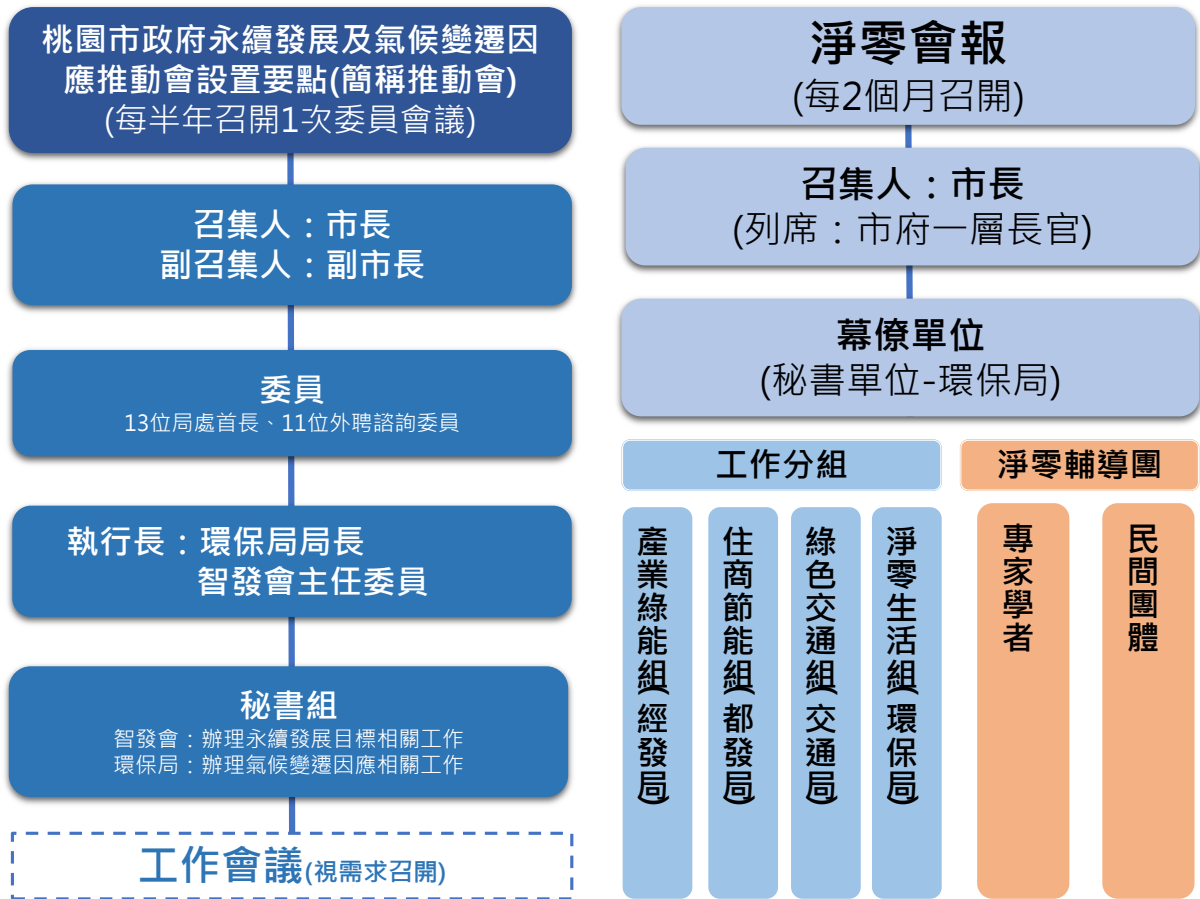 桃園市政府永續發展及氣候變遷因
應推動會設置要點(簡稱推動會)
(每半年召開1次委員會議)
召集人：市長
副召集人：副市長
委員
13位局處首長、11位外聘諮詢委員
執行長：環保局局長
智發會主任委員
秘書組
智發會：辦理永續發展目標相關工作
環保局：辦理氣候變遷因應相關工作
工作會議(視需求召開)
淨零會報
(每2個月召開)
召集人：市長
(列席：市府一層長官)
幕僚單位
(秘書單位-環保局)
工作分組
產業綠能組(經發局)
住商節能組(都發局)
綠色交通組(交通局)
淨零生活組(環保局)
淨零輔導團
專家學者
民間團體